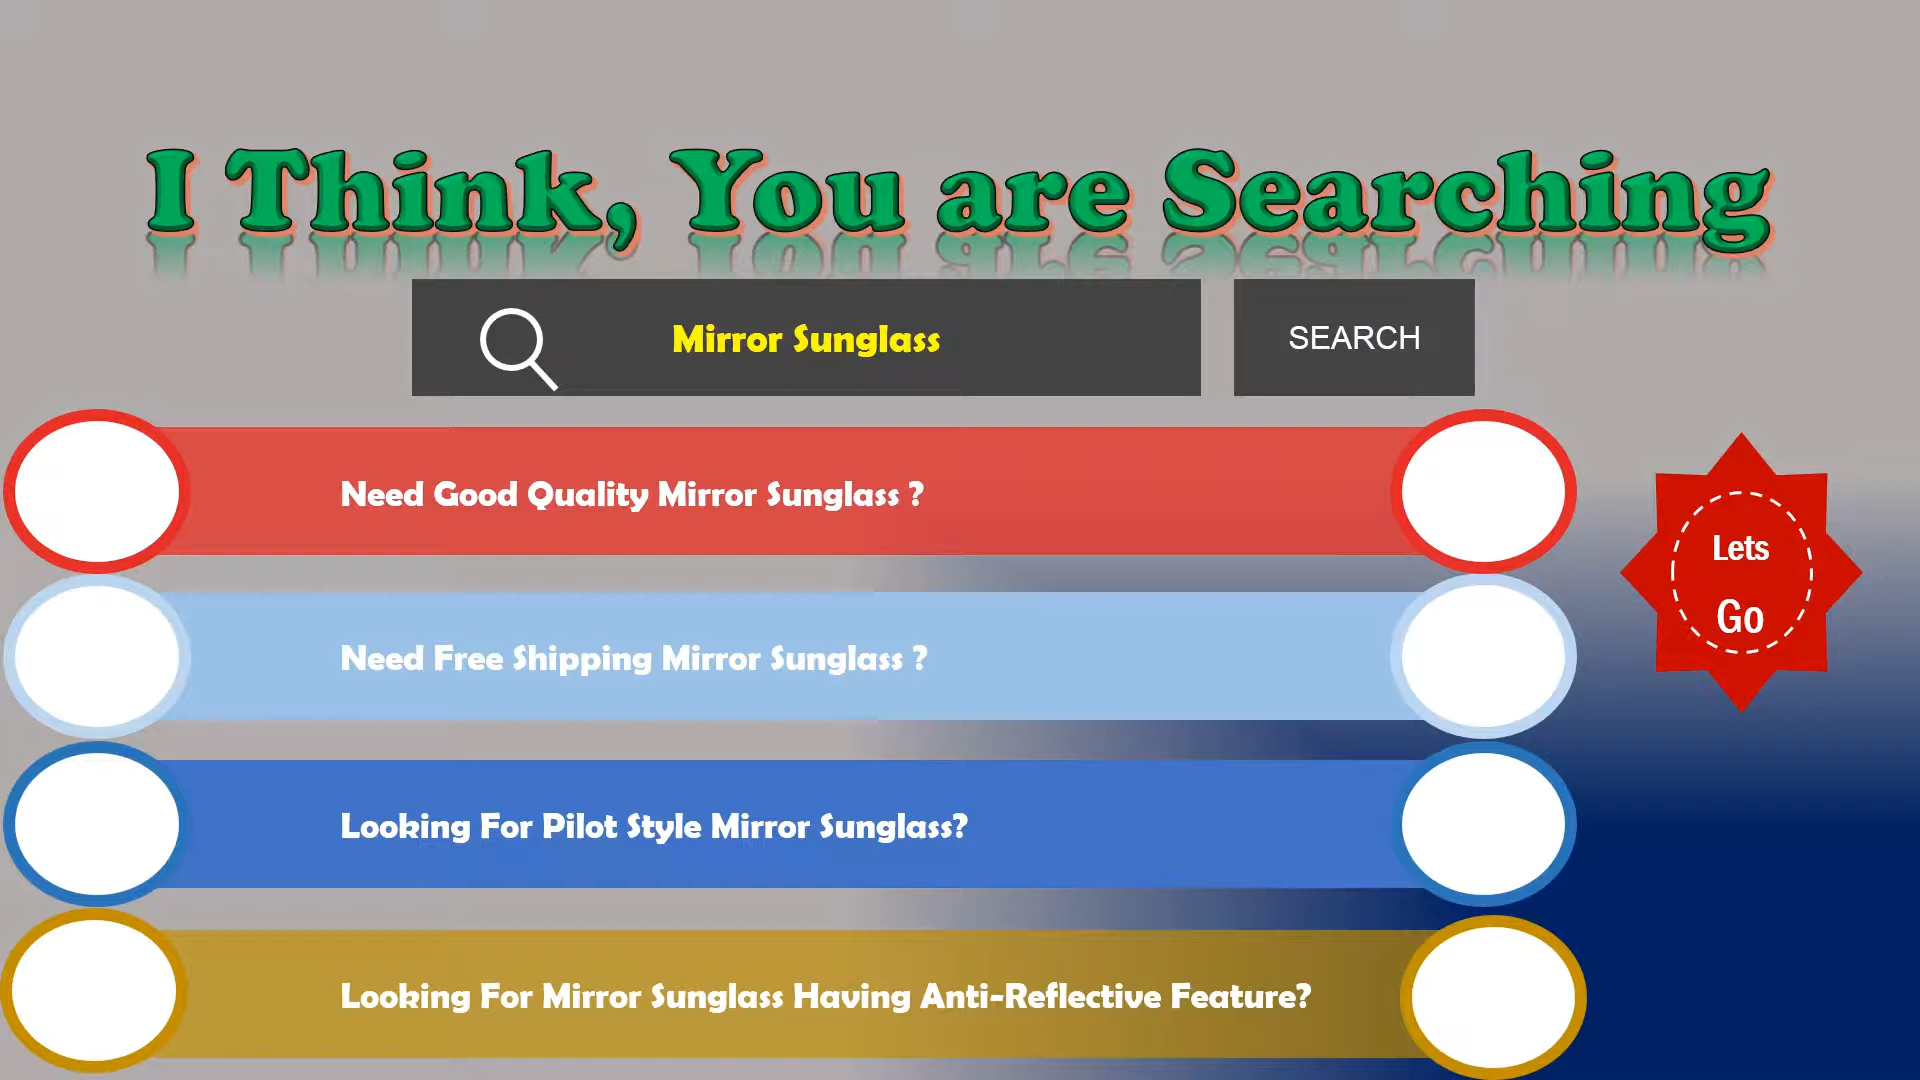 I Think, You are Searching
Mirror Sunglass
SEARCH
Need Good Quality Mirror Sunglass ?
Need Free Shipping Mirror Sunglass ?
Looking For Pilot Style Mirror Sunglass?
Looking For Mirror Sunglass Having Anti-Reflective Feature?
Lets
Go